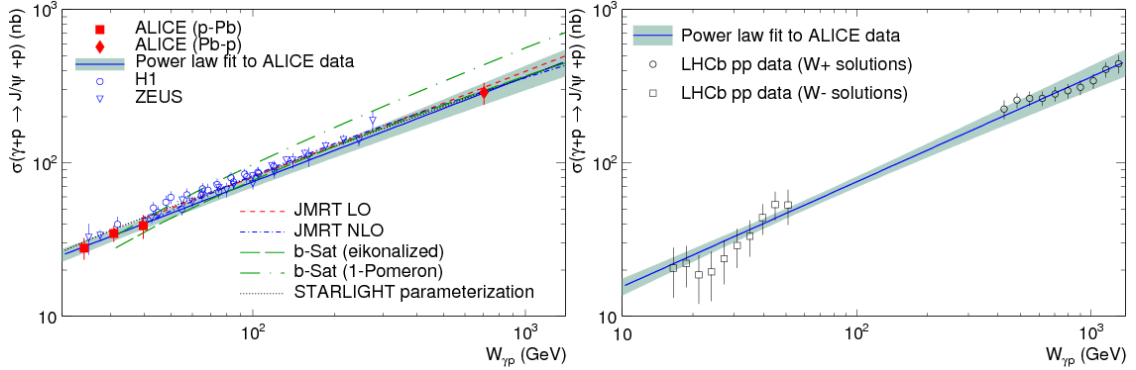 σ(γ+p → J/ψ +p) (nb)
10³
10²
10
ALICE (p-Pb)
ALICE (Pb-p)
Power law fit to ALICE data
H1
ZEUS
JMRT LO
JMRT NLO
b-Sat (eikonalized)
b-Sat (1-Pomeron)
STARLIGHT parameterization
10²
10³
W_γp (GeV)
σ(γ+p → J/ψ +p) (nb)
10³
10²
10
Power law fit to ALICE data
LHCb pp data (W+ solutions)
LHCb pp data (W- solutions)
10
10²
10³
W_γp (GeV)